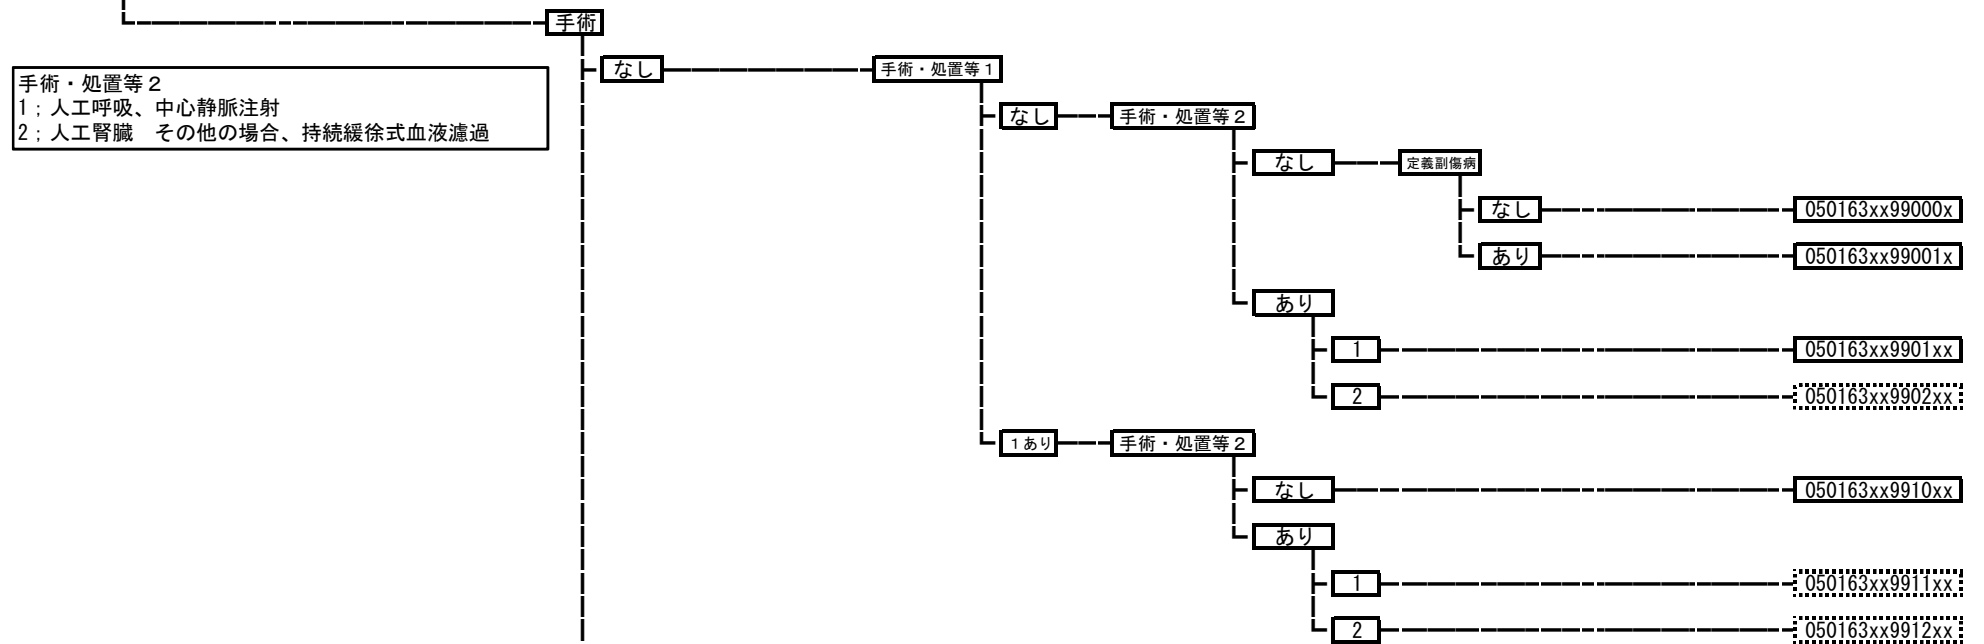 手術
なし
手術・処置等1
手術・処置等2
1;人工呼吸、中心静脈注射
2;人工腎臓　その他の場合、持続緩徐式血液濾過
なし
手術・処置等2
なし
定義副傷病
なし
050163xx99000x
あり
050163xx99001x
あり
1
050163xx9901xx
2
050163xx9902xx
1あり
手術・処置等2
なし
050163xx9910xx
あり
1
050163xx9911xx
2
050163xx9912xx